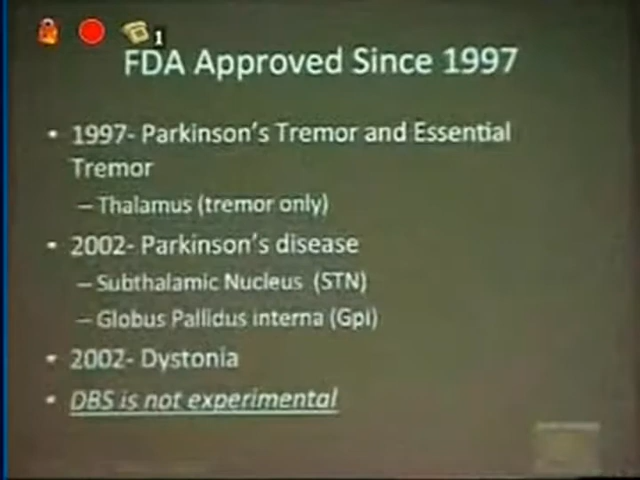 1
FDA Approved Since 1997
• 1997- Parkinson's Tremor and Essential
Tremor
– Thalamus (tremor only)
• 2002- Parkinson's disease
– Subthalamic Nucleus (STN)
– Globus Pallidus interna (Gpi)
• 2002- Dystonia
• DBS is not experimental